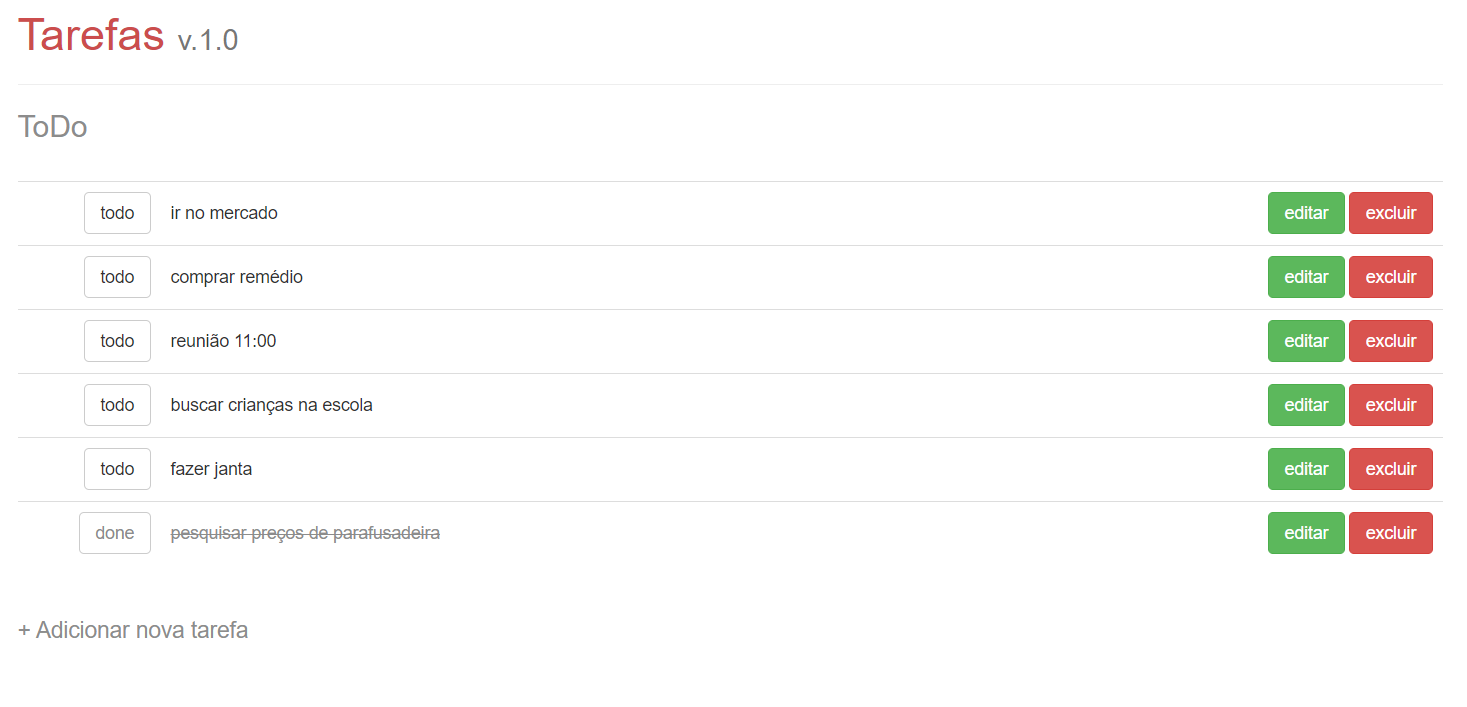 Tarefas v.1.0
ToDo
todo ir no mercado editar excluir
todo comprar remédio editar excluir
todo reunião 11:00 editar excluir
todo buscar crianças na escola editar excluir
todo fazer janta editar excluir
done pesquisar preços de parafusadeira editar excluir
+ Adicionar nova tarefa